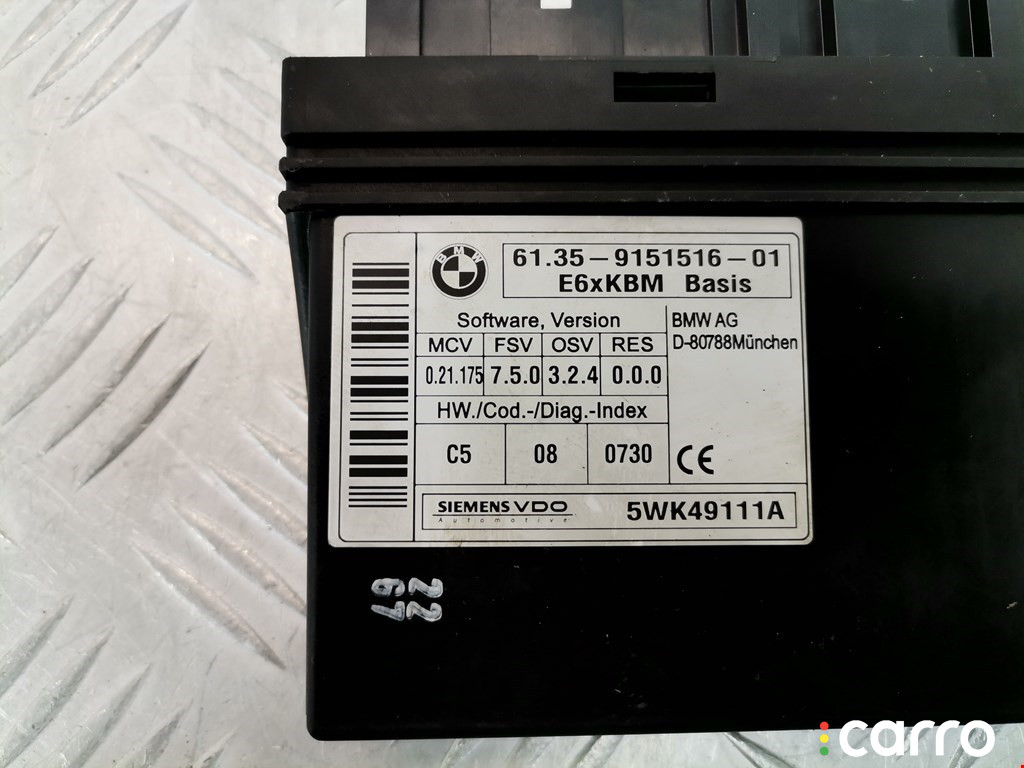 BMW
61.35-9151516-01
E6xKBM Basis
Software, Version
BMW AG
D-80788München
MCV FSV OSV RES
0.21.175 7.5.0 3.2.4 0.0.0
HW./Cod.-/Diag.-Index
C5 08 0730
CE
SIEMENS VDO
Automotive
5WK49111A
22
67
carro